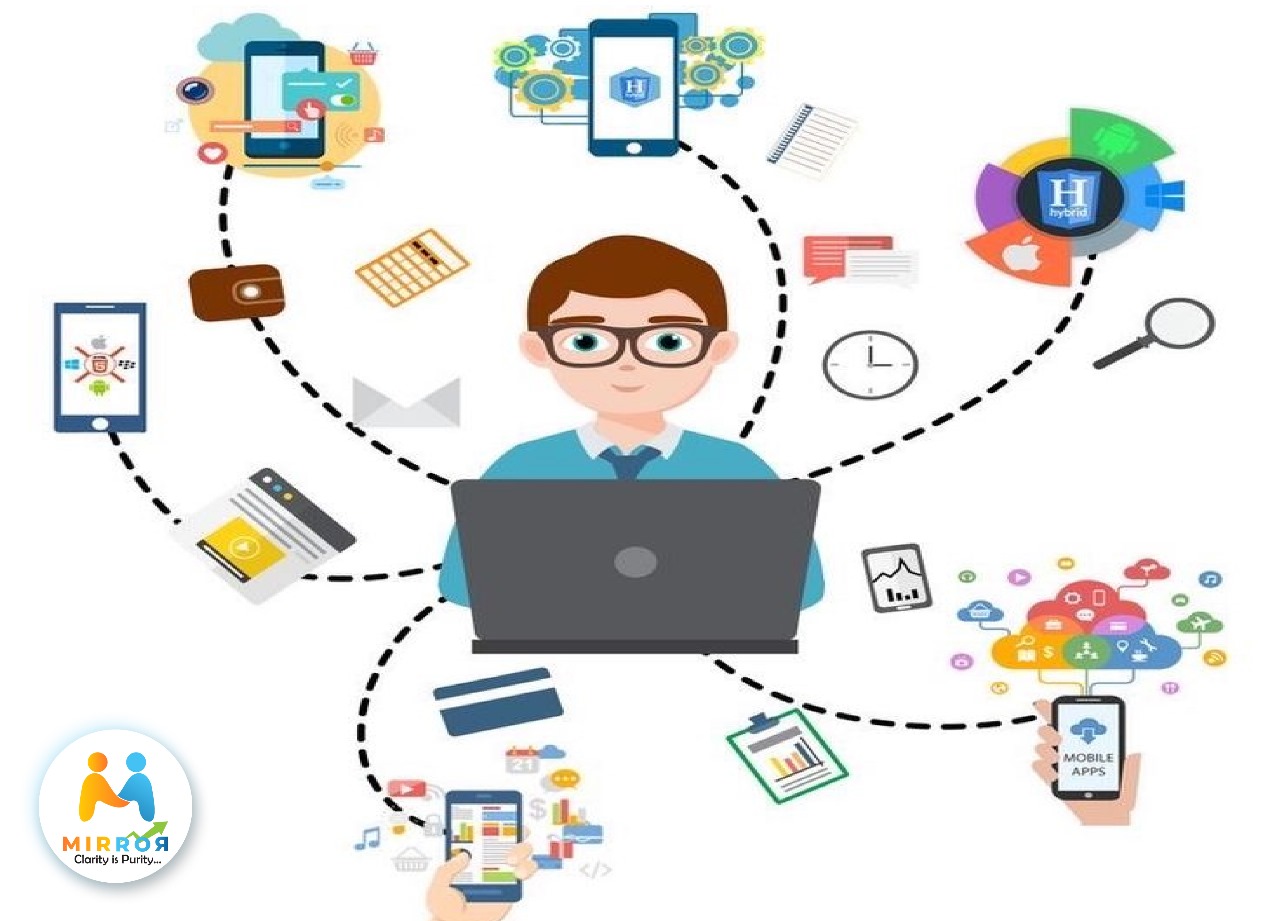 H
H
hybrid
21
$
$
</>
MOBILE
APPS
MIRROR
Clarity is Purity...